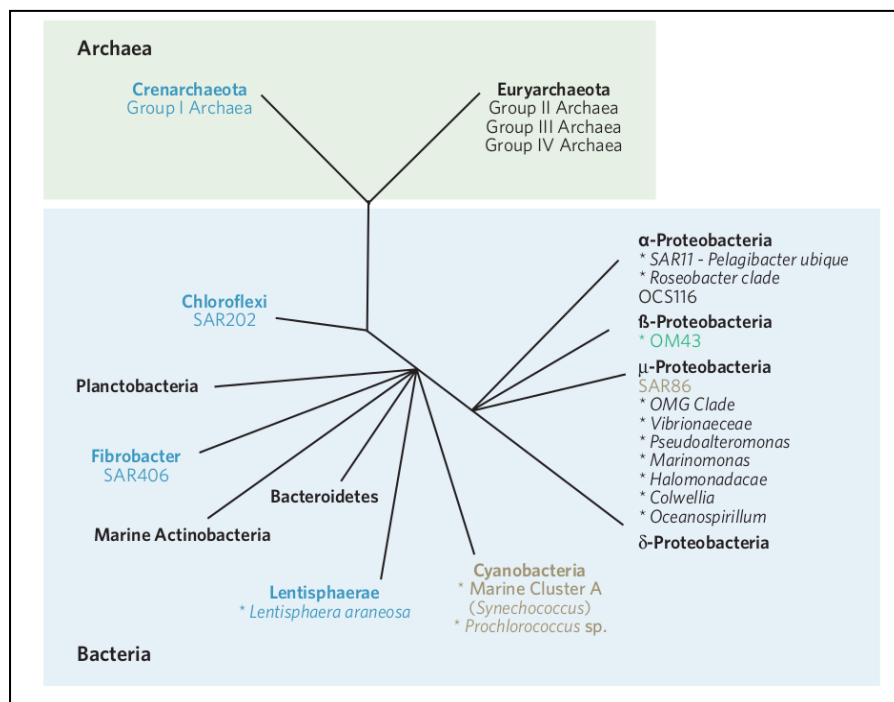 Archaea
Crenarchaeota
Group I Archaea
Euryarchaeota
Group II Archaea
Group III Archaea
Group IV Archaea
α-Proteobacteria
* SAR11 - Pelagibacter ubique
* Roseobacter clade
OCS116
ß-Proteobacteria
* OM43
μ-Proteobacteria
SAR86
* OMG Clade
* Vibrionaeceae
* Pseudoalteromonas
* Marinomonas
* Halomonadacae
* Colwellia
* Oceanospirillum
δ-Proteobacteria
Chloroflexi
SAR202
Planctobacteria
Fibrobacter
SAR406
Bacteroidetes
Marine Actinobacteria
Lentisphaerae
* Lentisphaera araneosa
Cyanobacteria
* Marine Cluster A
(Synechococcus)
* Prochlorococcus sp.
Bacteria